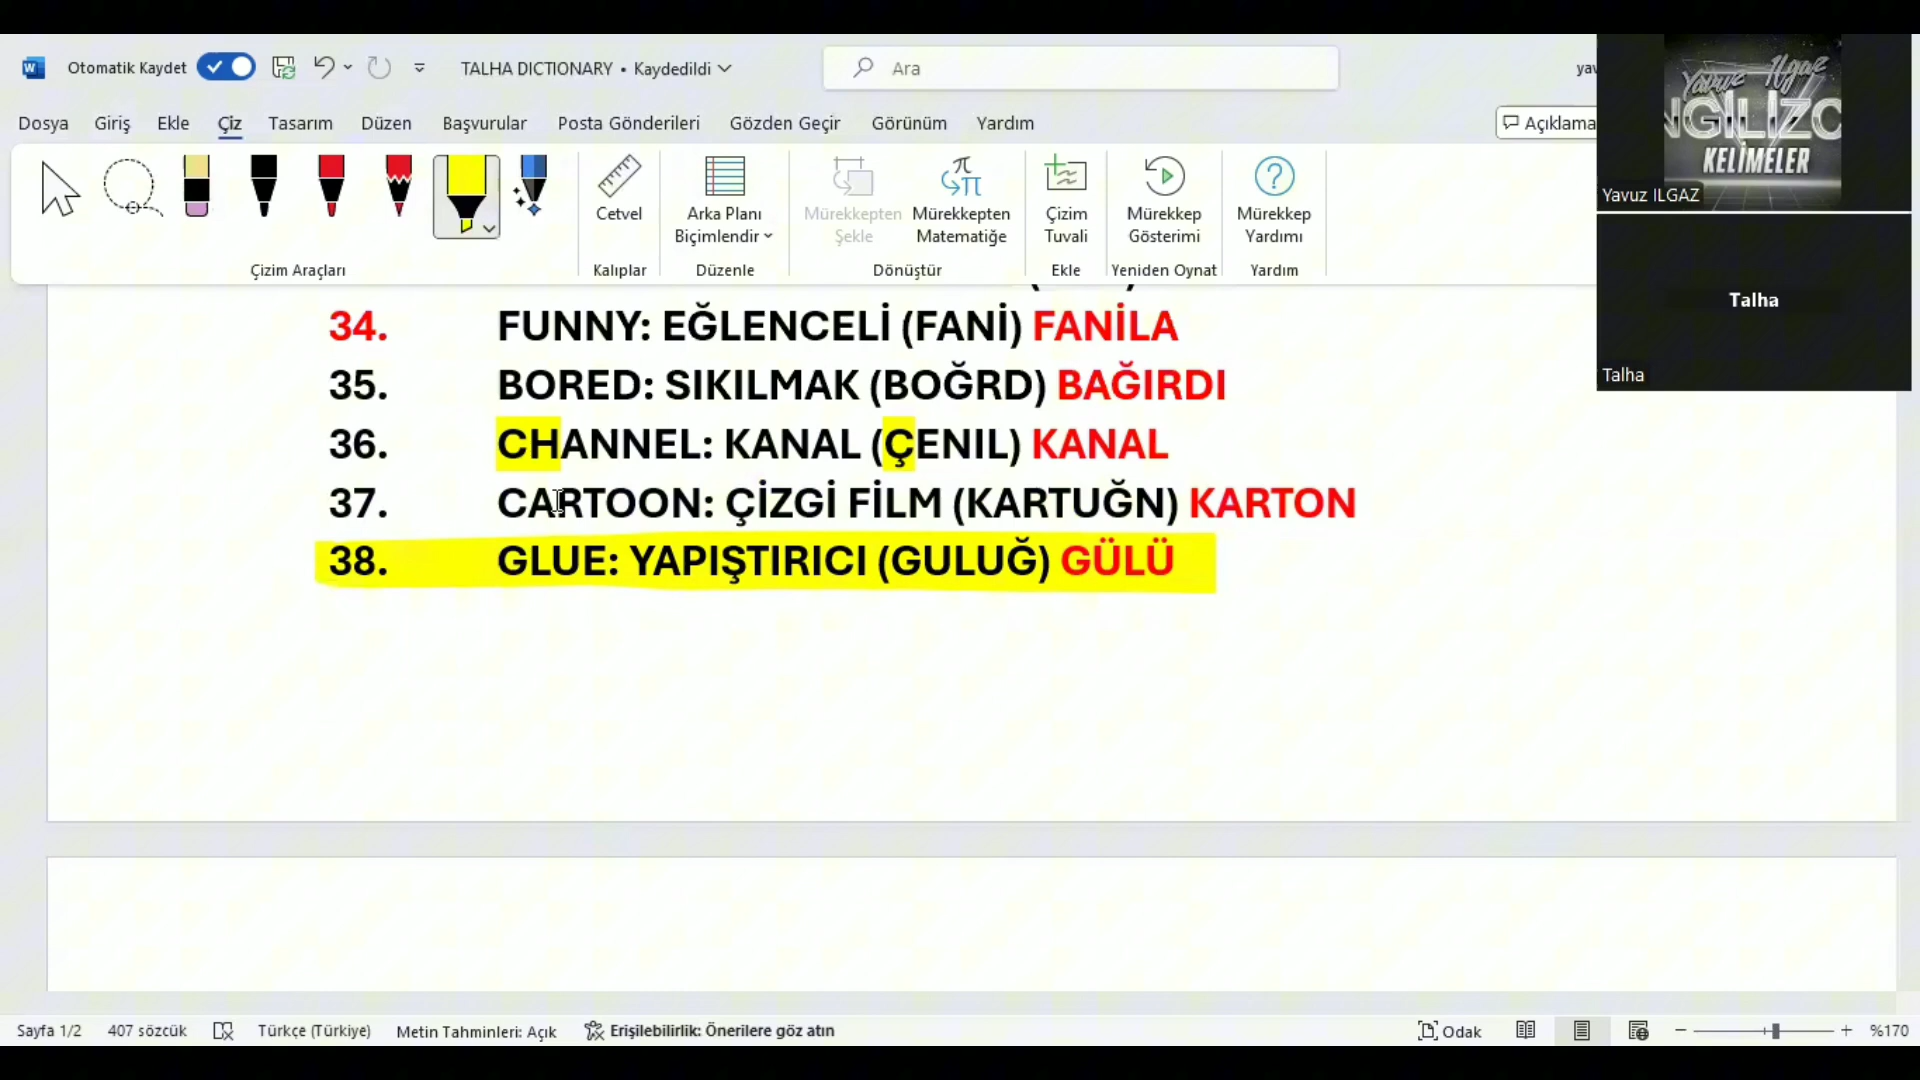 Otomatik Kaydet
TALHA DICTIONARY • Kaydedildi
Ara
Dosya Giriş Ekle Çiz Tasarım Düzen Başvurular Posta Gönderileri Gözden Geçir Görünüm Yardım
Açıklama
Cetvel
Arka Planı Biçimlendir
Mürekkepten Şekle
Mürekkepten Matematiğe
Çizim Tuvali
Mürekkep Gösterimi
Mürekkep Yardımı
Çizim Araçları Kalıplar Düzenle Dönüştür Ekle Yeniden Oynat Yardım
Yavuz Ilgaz
NGİLİZC
KELİMELER
Yavuz ILGAZ
Talha
Talha
34. FUNNY: EĞLENCELİ (FANİ) FANİLA
35. BORED: SIKILMAK (BOĞRD) BAĞIRDI
36. CHANNEL: KANAL (ÇENIL) KANAL
37. CARTOON: ÇİZGİ FİLM (KARTUĞN) KARTON
38. GLUE: YAPIŞTIRICI (GULUĞ) GÜLÜ
Sayfa 1/2 407 sözcük Türkçe (Türkiye) Metin Tahminleri: Açık Erişilebilirlik: Önerilere göz atın Odak %170